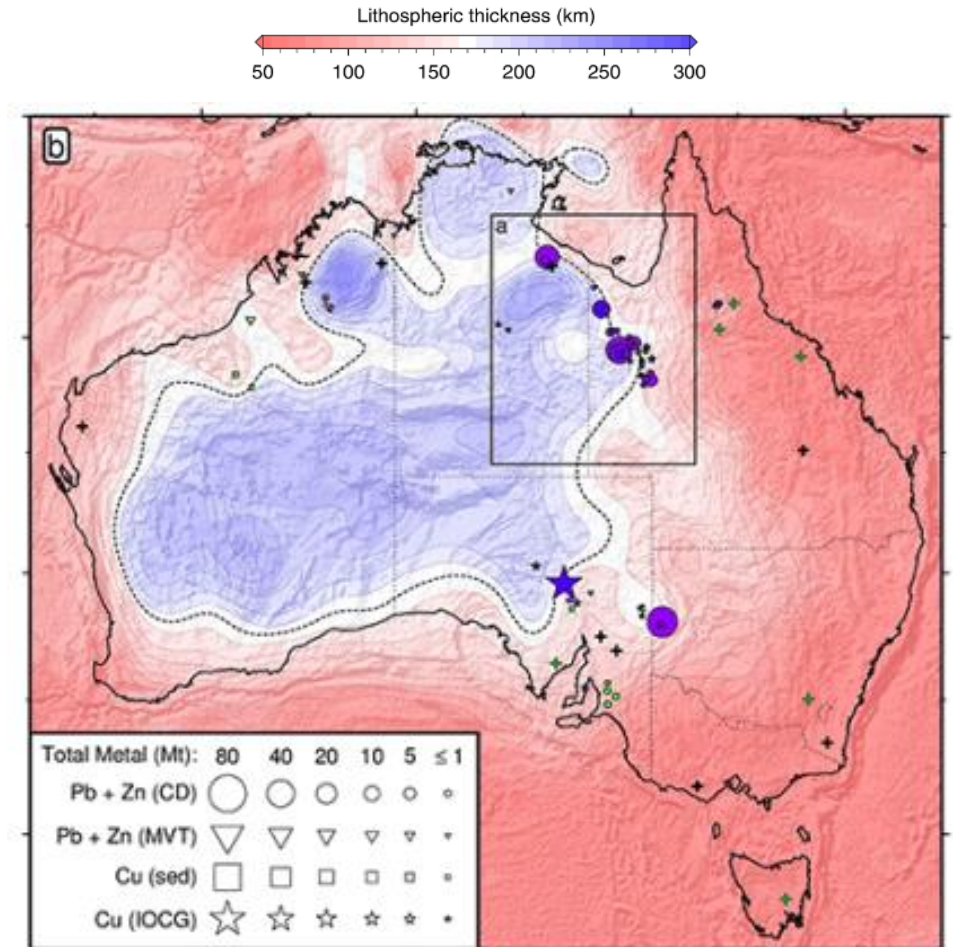 Lithospheric thickness (km)
50 100 150 200 250 300
b
a
Total Metal (Mt): 80 40 20 10 5 ≤ 1
Pb + Zn (CD)
Pb + Zn (MVT)
Cu (sed)
Cu (IOCG)